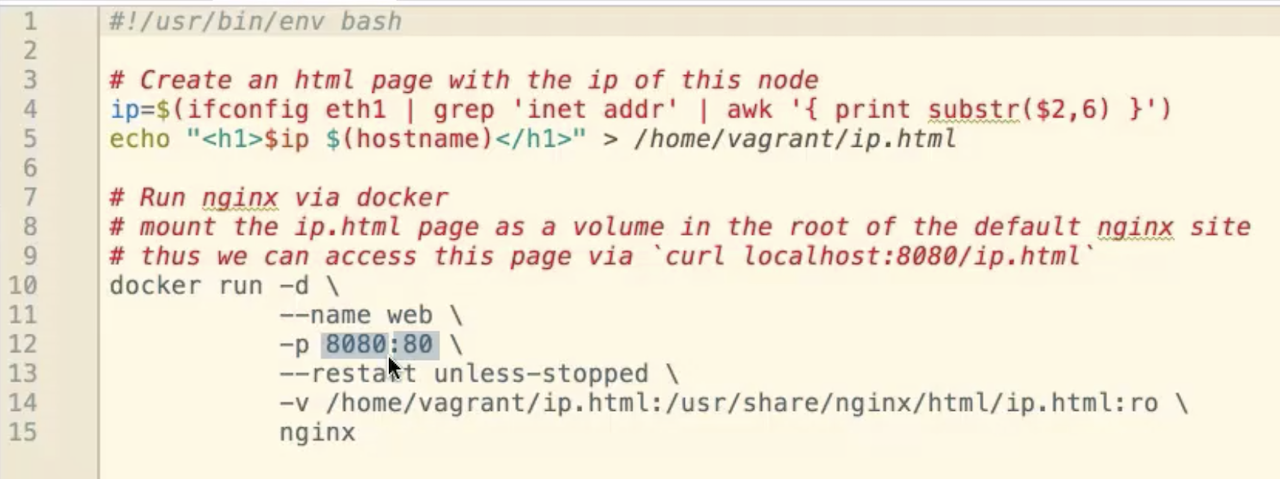 1 #!/usr/bin/env bash
2
3 # Create an html page with the ip of this node
4 ip=$(ifconfig eth1 | grep 'inet addr' | awk '{ print substr($2,6) }')
5 echo "<h1>$ip $(hostname)</h1>" > /home/vagrant/ip.html
6
7 # Run nginx via docker
8 # mount the ip.html page as a volume in the root of the default nginx site
9 # thus we can access this page via `curl localhost:8080/ip.html`
10 docker run -d \
11 --name web \
12 -p 8080:80 \
13 --restart unless-stopped \
14 -v /home/vagrant/ip.html:/usr/share/nginx/html/ip.html:ro \
15 nginx